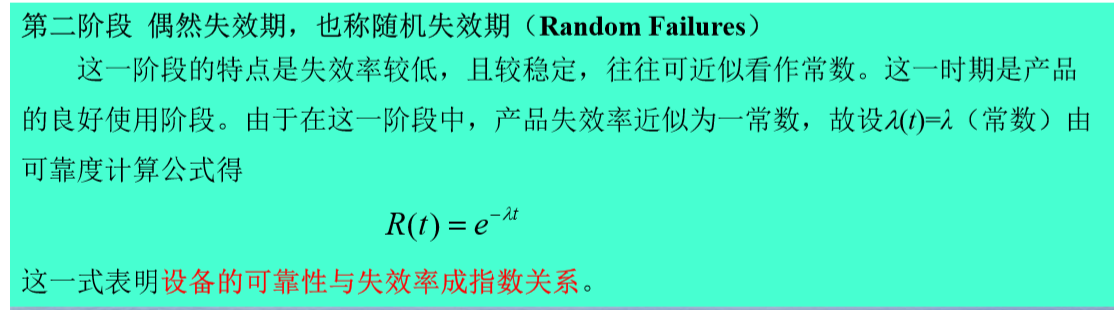 第二阶段 偶然失效期，也称随机失效期（Random Failures）
这一阶段的特点是失效率较低，且较稳定，往往可近似看作常数。这一时期是产品
的良好使用阶段。由于在这一阶段中，产品失效率近似为一常数，故设λ(t)=λ（常数）由
可靠度计算公式得
R(t) = e^{-λt}
这一式表明设备的可靠性与失效率成指数关系。